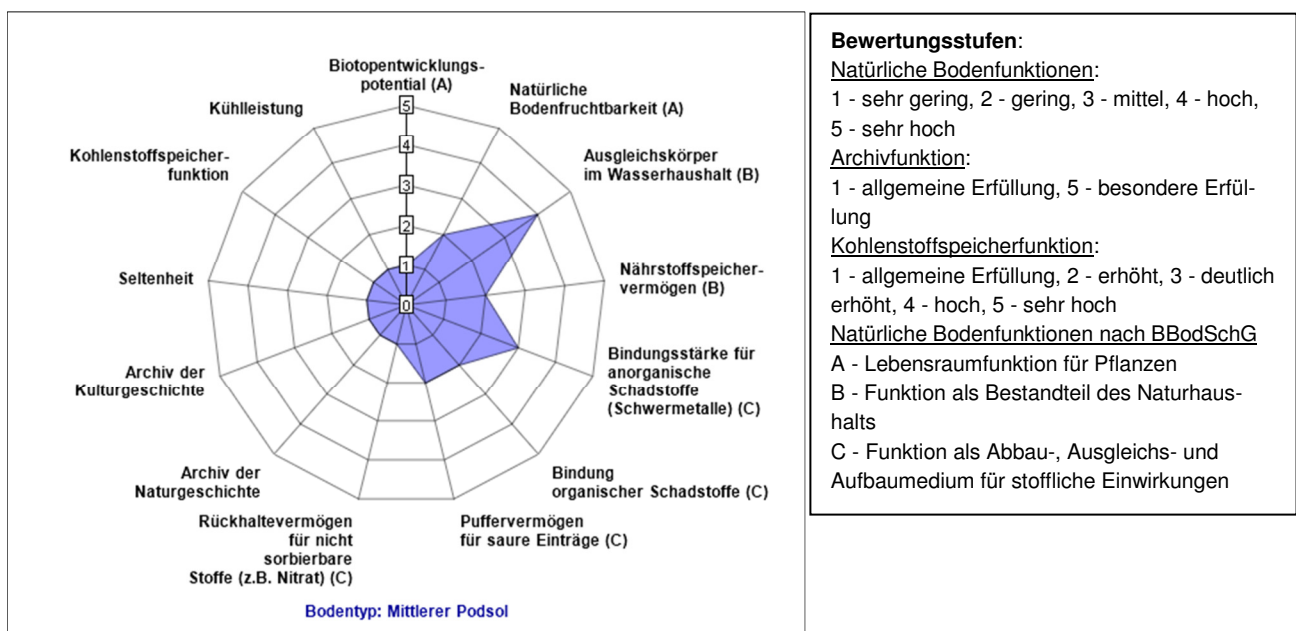 Biotopentwicklungs-
potential (A)
Natürliche
Bodenfruchtbarkeit (A)
Ausgleichskörper
im Wasserhaushalt (B)
Nährstoffspeicher-
vermögen (B)
Bindungsstärke für
anorganische
Schadstoffe
(Schwermetalle) (C)
Bindung
organischer Schadstoffe (C)
Puffervermögen
für saure Einträge (C)
Rückhaltevermögen
für nicht
sorbierbare
Stoffe (z.B. Nitrat) (C)
Archiv der
Naturgeschichte
Archiv der
Kulturgeschichte
Seltenheit
Kohlenstoffspeicher-
funktion
Kühlleistung
5
4
3
2
1
0
Bodentyp: Mittlerer Podsol
Bewertungsstufen:
Natürliche Bodenfunktionen:
1 - sehr gering, 2 - gering, 3 - mittel, 4 - hoch,
5 - sehr hoch
Archivfunktion:
1 - allgemeine Erfüllung, 5 - besondere Erfül-
lung
Kohlenstoffspeicherfunktion:
1 - allgemeine Erfüllung, 2 - erhöht, 3 - deutlich
erhöht, 4 - hoch, 5 - sehr hoch
Natürliche Bodenfunktionen nach BBodSchG
A - Lebensraumfunktion für Pflanzen
B - Funktion als Bestandteil des Naturhaus-
halts
C - Funktion als Abbau-, Ausgleichs- und
Aufbaumedium für stoffliche Einwirkungen